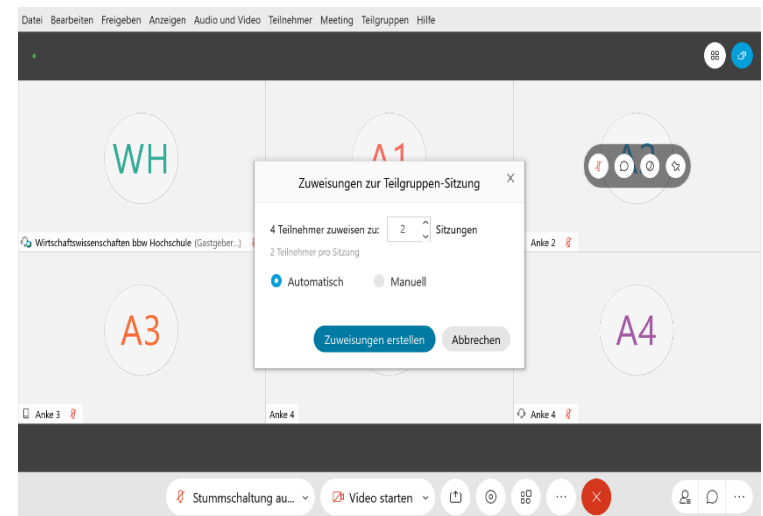 Datei Bearbeiten Freigeben Anzeigen Audio und Video Teilnehmer Meeting Teilgruppen Hilfe
WH
A1
A2
Zuweisungen zur Teilgruppen-Sitzung
4 Teilnehmer zuweisen zu: 2 Sitzungen
2 Teilnehmer pro Sitzung
Automatisch Manuell
Zuweisungen erstellen Abbrechen
Wirtschaftswissenschaften bbw Hochschule (Gastgeber...)
Anke 2
A3
A4
Anke 3
Anke 4
Anke 4
Stummschaltung au...
Video starten